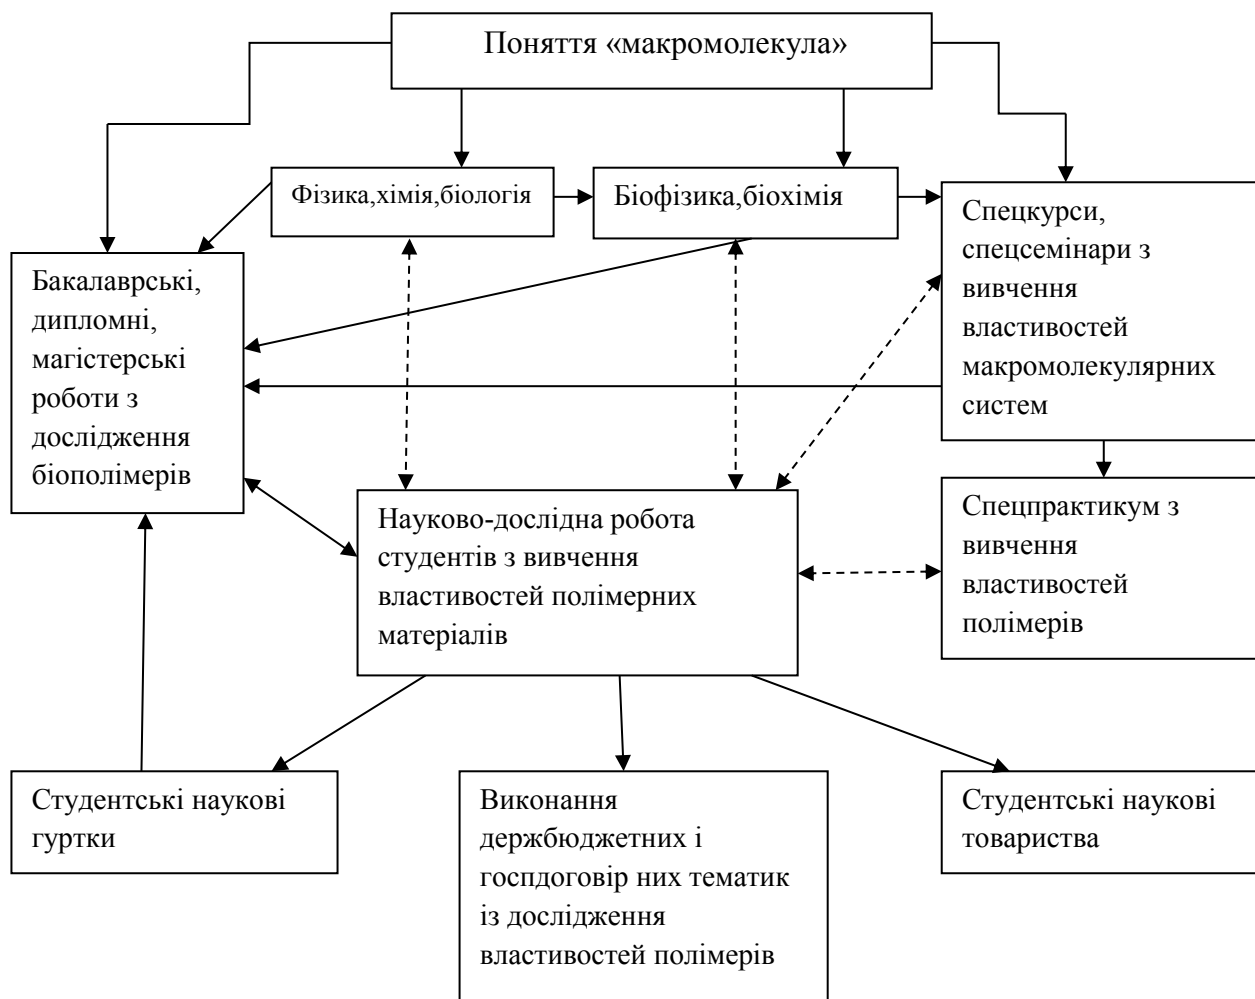 Поняття «макромолекула»
Фізика,хімія,біологія
Біофізика,біохімія
Спецкурси,
спецсемінари з
вивчення
властивостей
макромолекулярних
систем
Бакалаврські,
дипломні,
магістерські
роботи з
дослідження
біополімерів
Науково-дослідна робота
студентів з вивчення
властивостей полімерних
матеріалів
Спецпрактикум з
вивчення
властивостей
полімерів
Студентські наукові
гуртки
Виконання
держбюджетних і
госпдоговір них тематик
із дослідження
властивостей полімерів
Студентські наукові
товариства